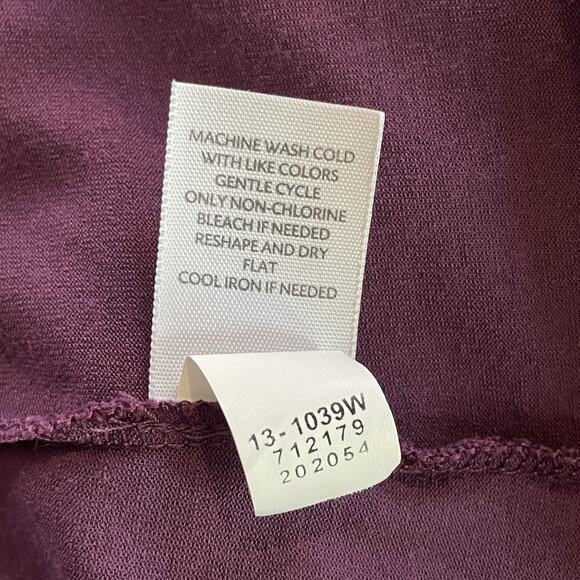 MACHINE WASH COLD
WITH LIKE COLORS
GENTLE CYCLE
ONLY NON-CHLORINE
BLEACH IF NEEDED
RESHAPE AND DRY
FLAT
COOL IRON IF NEEDED
13-1039W
712179
202054